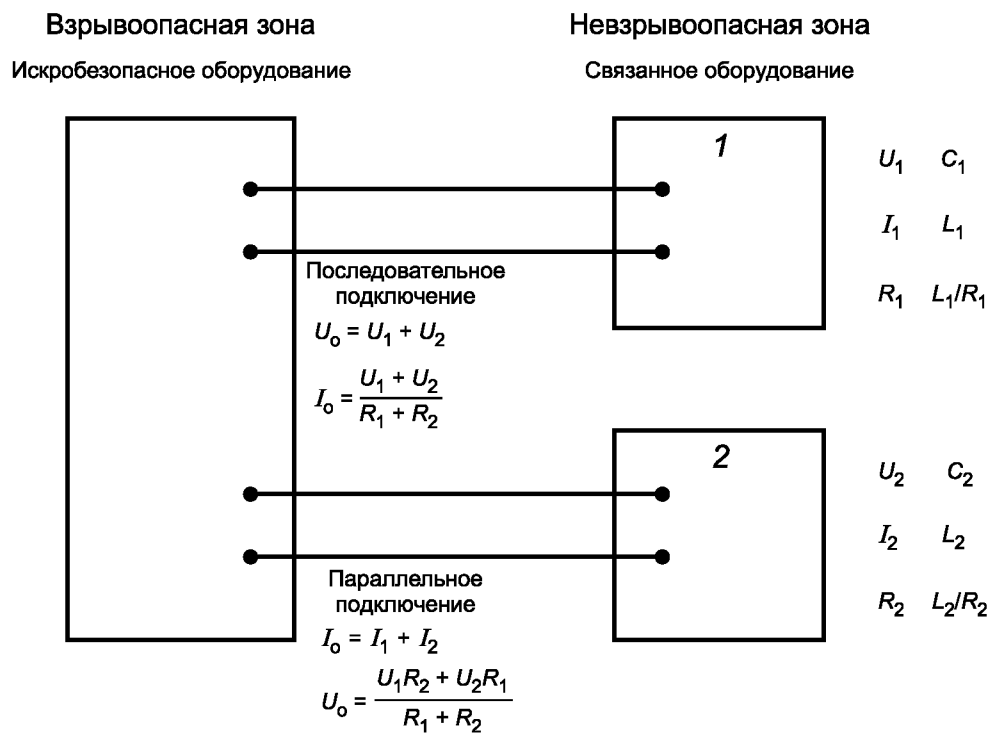 Взрывоопасная зона
Невзрывоопасная зона
Искробезопасное оборудование
Связанное оборудование
1
U₁ C₁
I₁ L₁
R₁ L₁/R₁
Последовательное
подключение
Uₒ = U₁ + U₂
Iₒ = (U₁ + U₂) / (R₁ + R₂)
2
U₂ C₂
I₂ L₂
R₂ L₂/R₂
Параллельное
подключение
Iₒ = I₁ + I₂
Uₒ = (U₁R₂ + U₂R₁) / (R₁ + R₂)